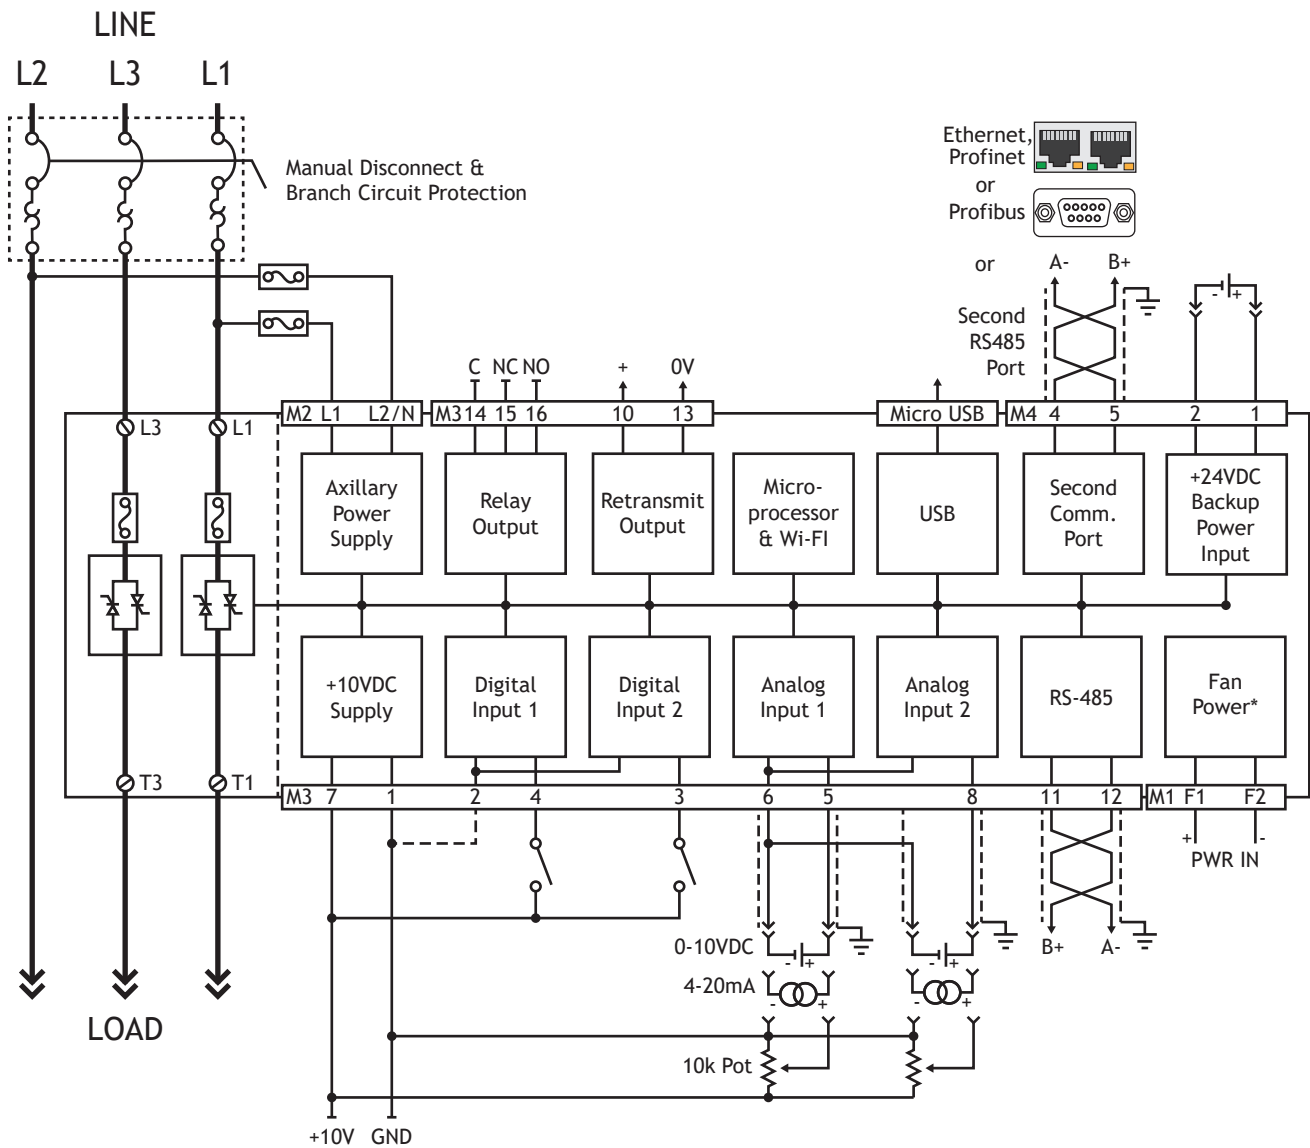 LINE
L2 L3 L1
Manual Disconnect &
Branch Circuit Protection
Ethernet,
Profinet
or
Profibus
or
A- B+
Second
RS485
Port
- +
C NC NO + 0V
M2 L1 L2/N M3 14 15 16 10 13 Micro USB M4 4 5 2 1
L3 L1
Axillary
Power
Supply
Relay
Output
Retransmit
Output
Micro-
processor
& Wi-FI
USB
Second
Comm.
Port
+24VDC
Backup
Power
Input
+10VDC
Supply
Digital
Input 1
Digital
Input 2
Analog
Input 1
Analog
Input 2
RS-485
Fan
Power*
T3 T1
M3 7 1 2 4 3 6 5 8 11 12 M1 F1 F2
+ -
PWR IN
0-10VDC
- +
- +
B+ A-
4-20mA
- +
- +
LOAD
10k Pot
+10V GND